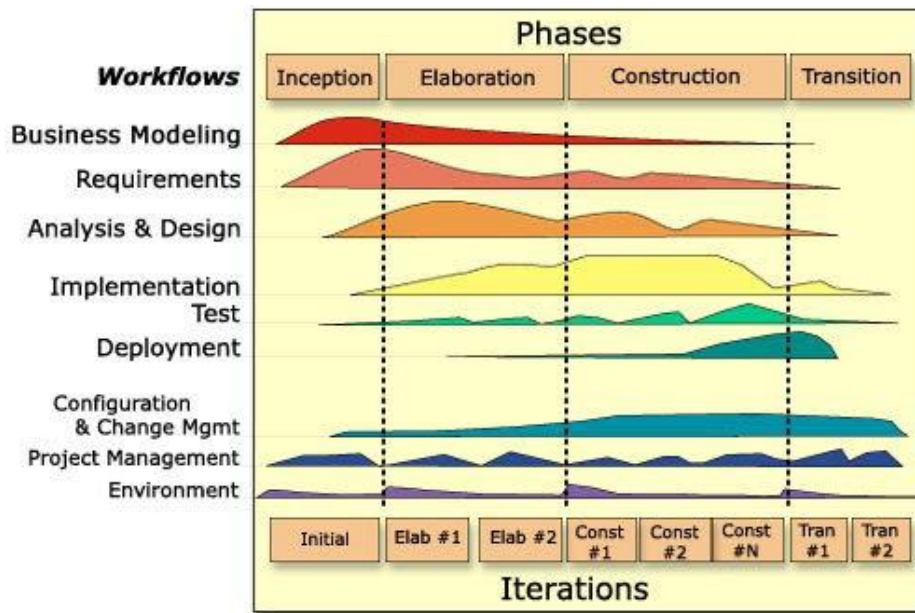 Phases
Workflows
Inception
Elaboration
Construction
Transition
Business Modeling
Requirements
Analysis & Design
Implementation
Test
Deployment
Configuration
& Change Mgmt
Project Management
Environment
Initial
Elab #1
Elab #2
Const
#1
Const
#2
Const
#N
Tran
#1
Tran
#2
Iterations